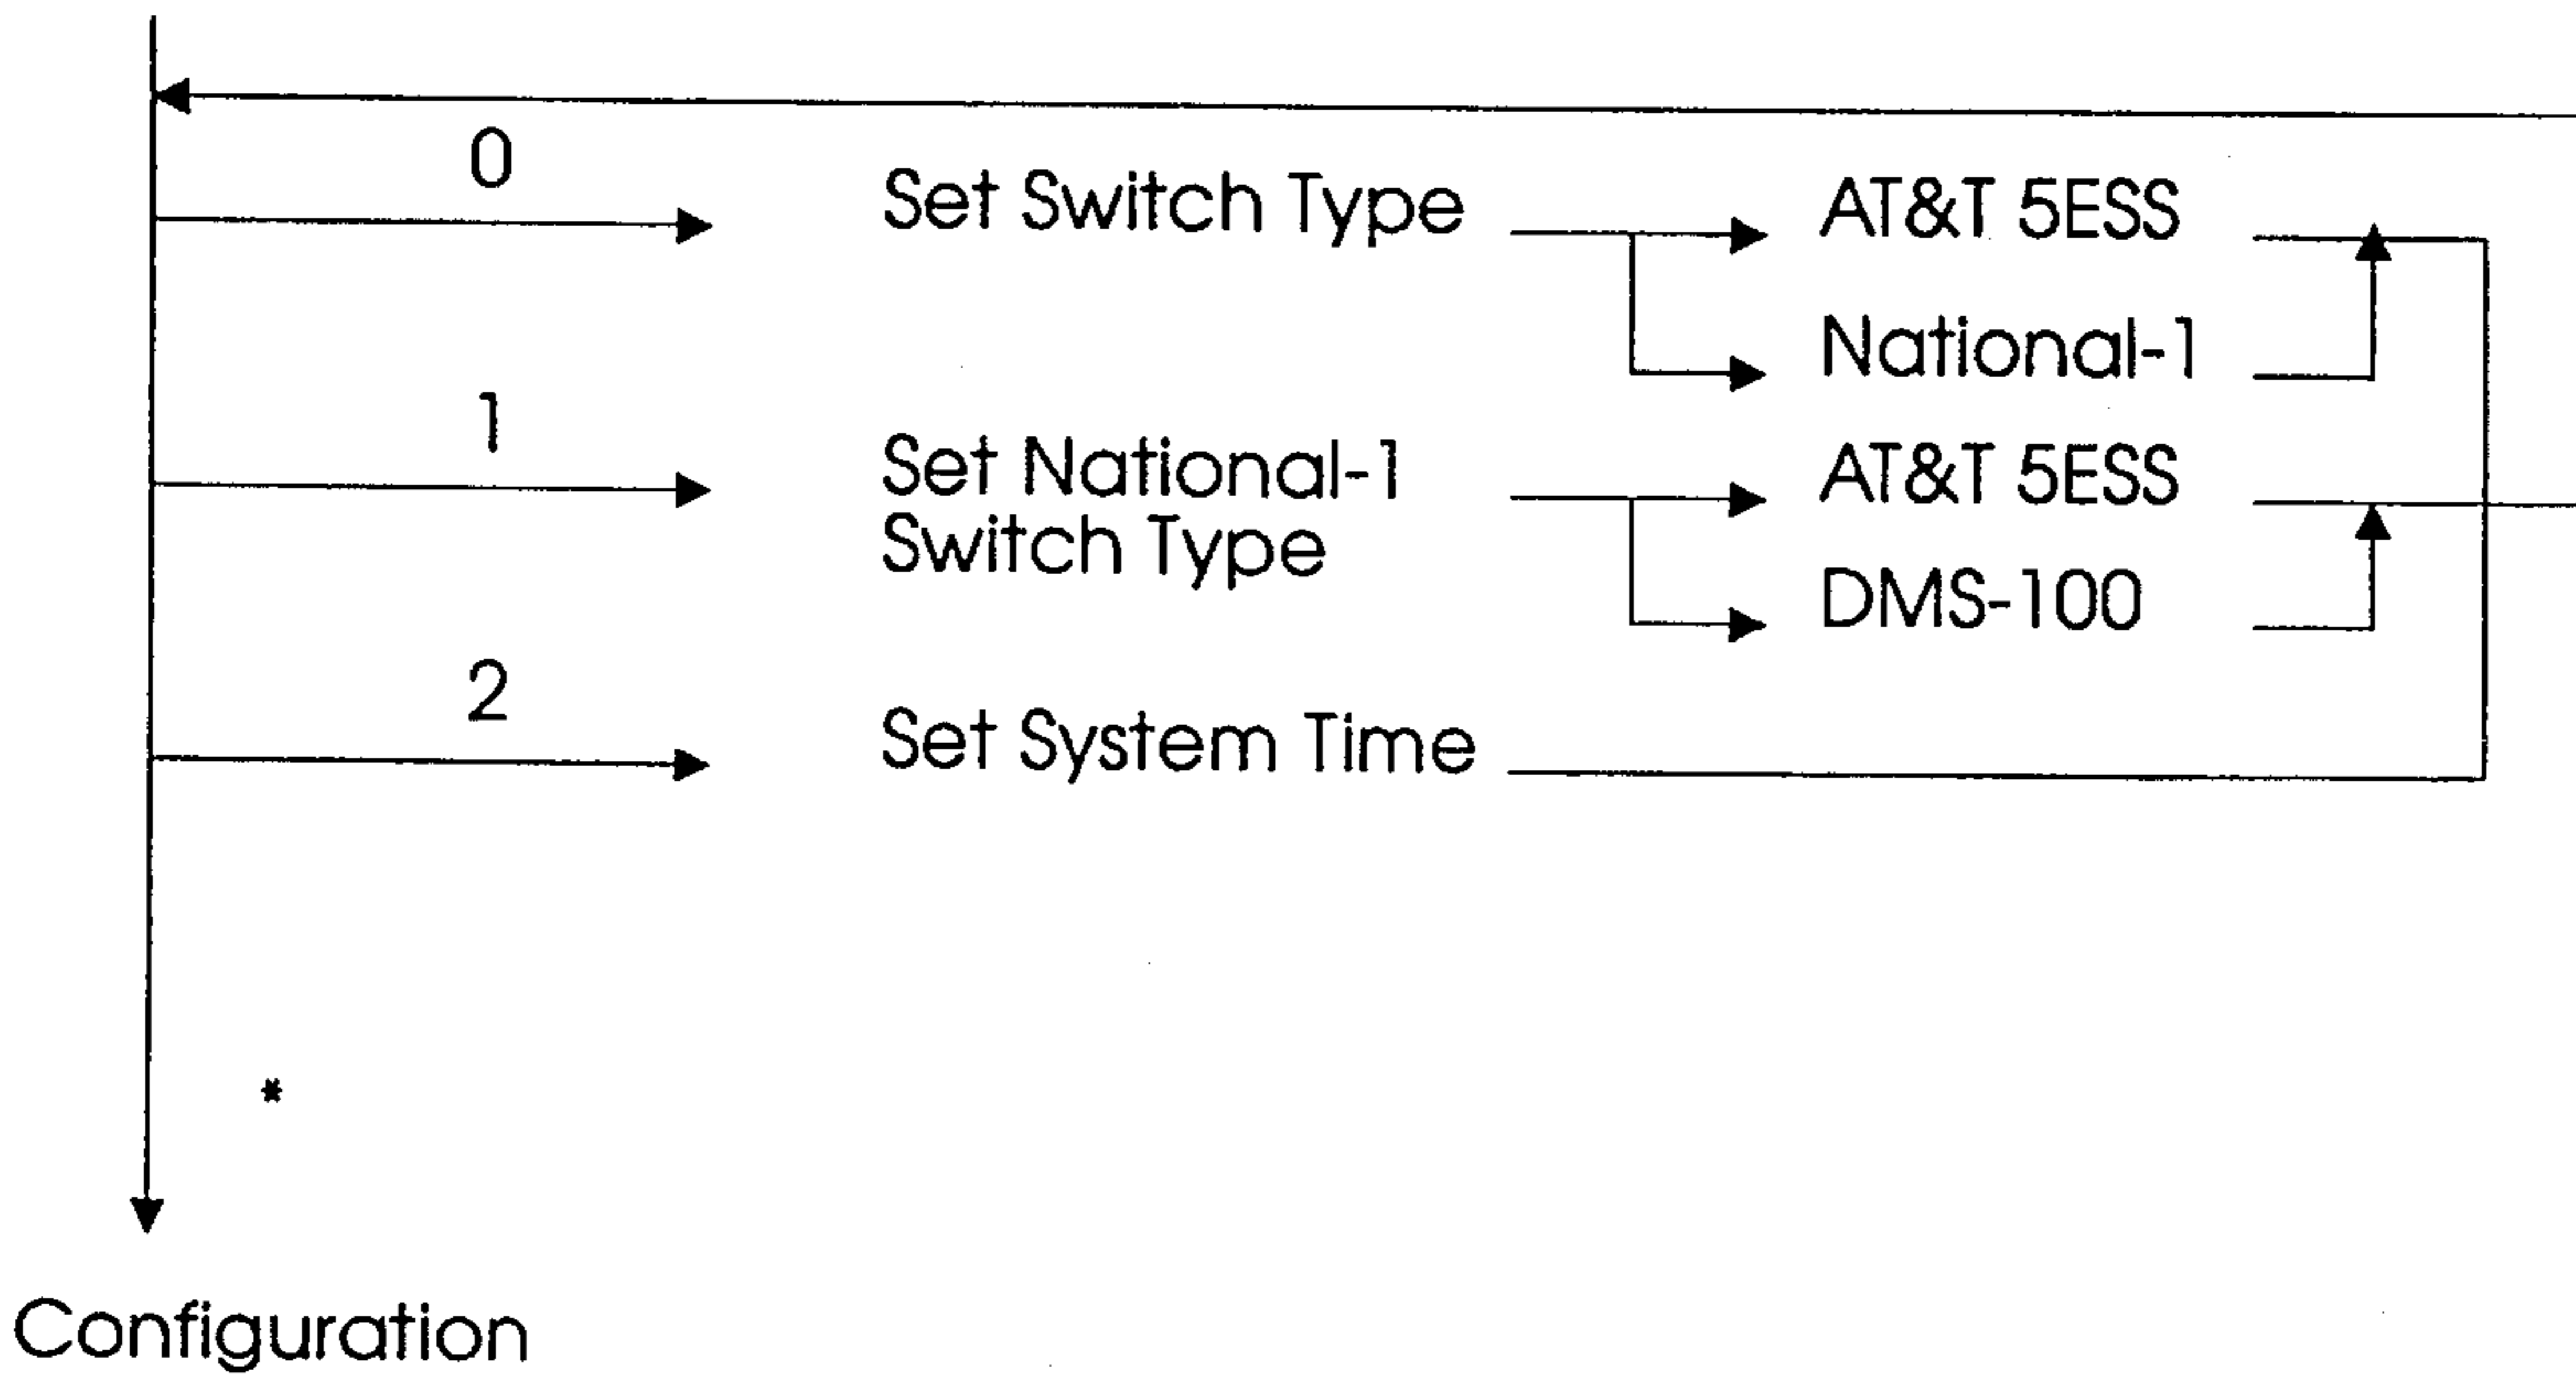 0
Set Switch Type
AT&T 5ESS
National-1
1
Set National-1
Switch Type
AT&T 5ESS
DMS-100
2
Set System Time
*
Configuration